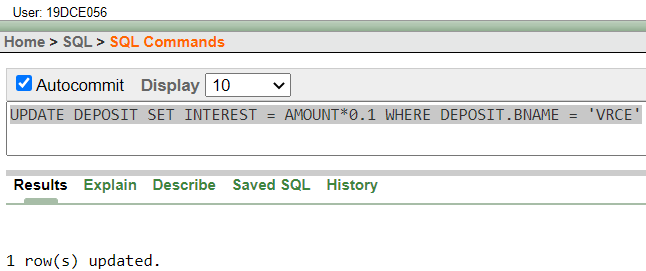 User: 19DCE056
Home > SQL > SQL Commands
Autocommit Display 10
UPDATE DEPOSIT SET INTEREST = AMOUNT*0.1 WHERE DEPOSIT.BNAME = 'VRCE'
Results Explain Describe Saved SQL History
1 row(s) updated.